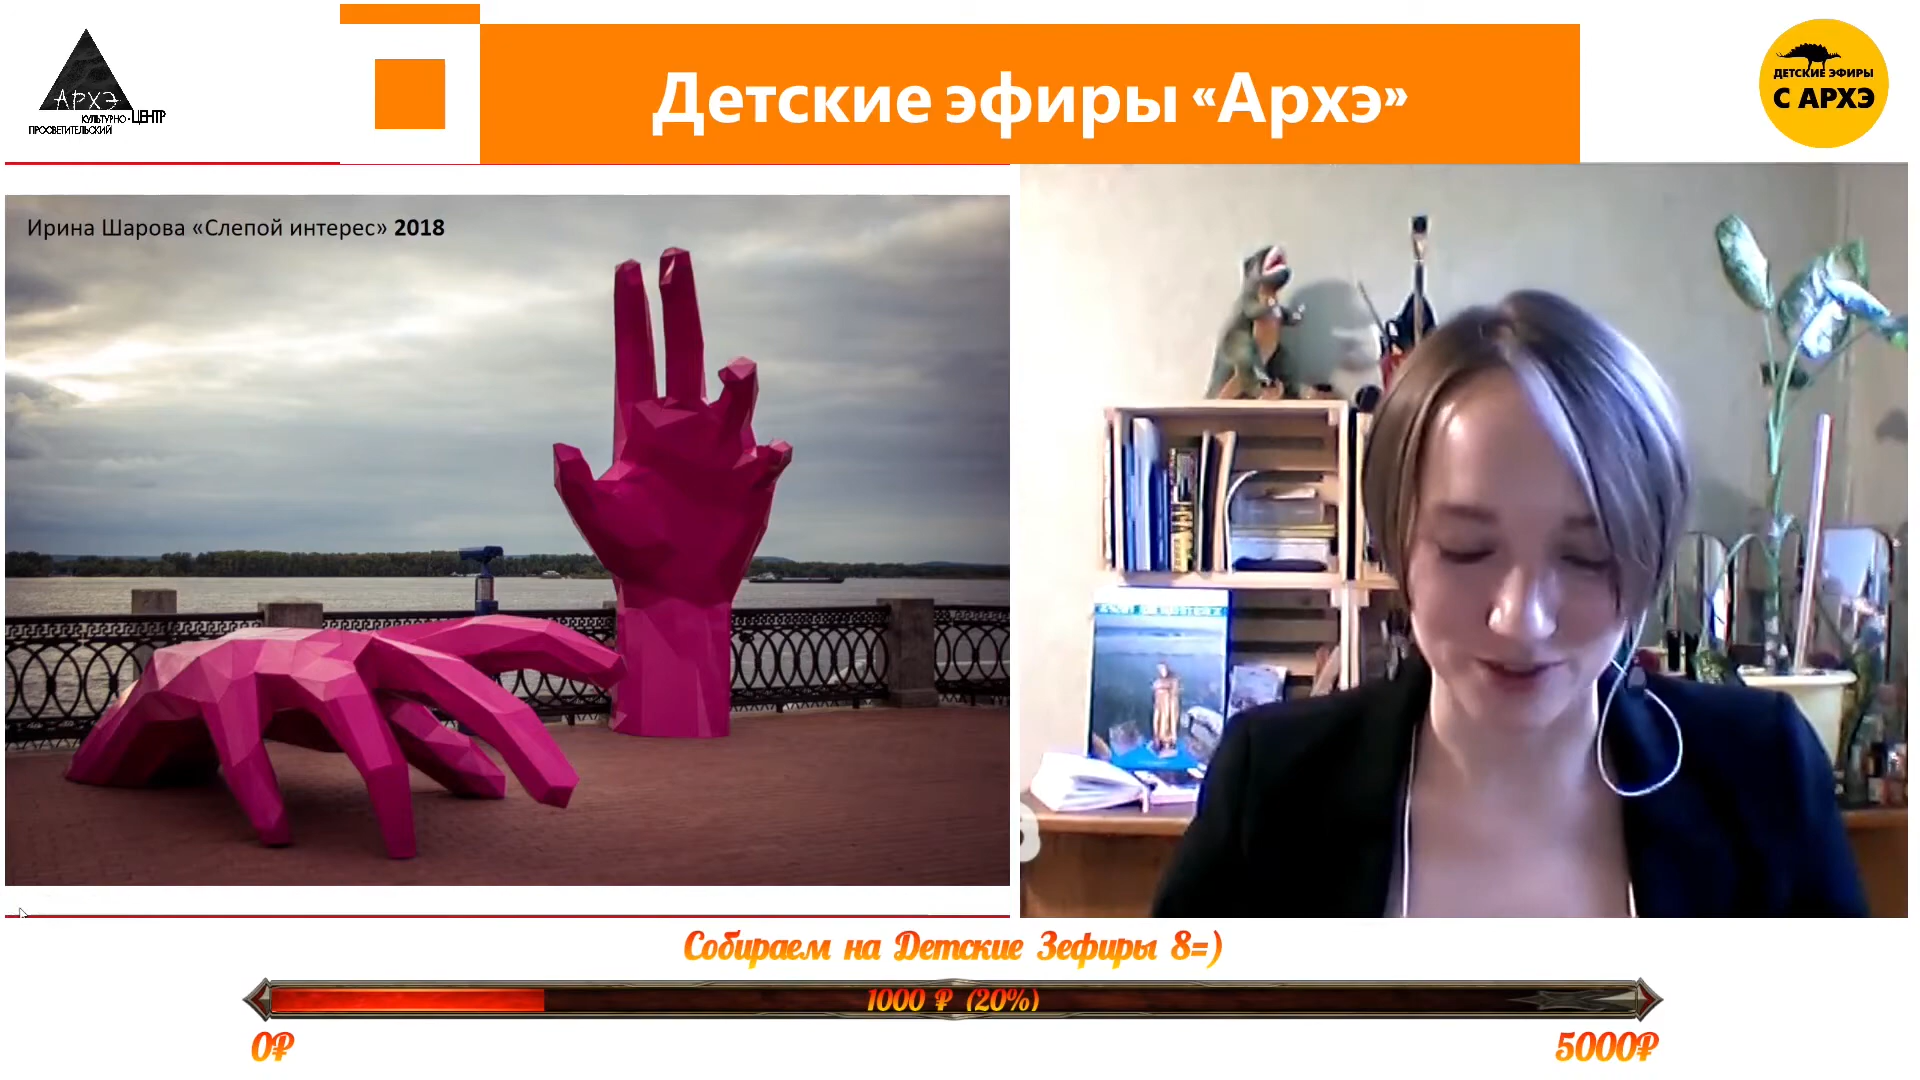 АРХЭ
КУЛЬТУРНО-ЦЕНТР
ПРОСВЕТИТЕЛЬСКИЙ
Детские эфиры «Архэ»
ДЕТСКИЕ ЭФИРЫ
С АРХЭ
Ирина Шарова «Слепой интерес» 2018
Собираем на Детские Зефиры 8=)
1000 ₽ (20%)
0₽
5000₽